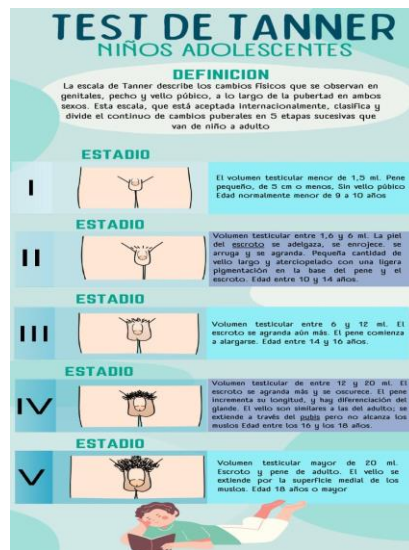 TEST DE TANNER
NIÑOS ADOLESCENTES
DEFINICION
La escala de Tanner describe los cambios físicos que se observan en
genitales, pecho y vello púbico, a lo largo de la pubertad en ambos
sexos. Esta escala, que está aceptada internacionalmente, clasifica y
divide el continuo de cambios puberales en 5 etapas sucesivas que
van de niño a adulto
ESTADIO
I
El volumen testicular menor de 1,5 ml. Pene
pequeño, de 5 cm o menos, Sin vello púbico
Edad normalmente menor de 9 a 10 años
ESTADIO
II
Volumen testicular entre 1,6 y 6 ml. La piel
del escroto se adelgaza, se enrojece, se
arruga y se agranda. Pequeña cantidad de
vello largo y aterciopelado con una ligera
pigmentación en la base del pene y el
escroto. Edad entre 10 y 14 años.
ESTADIO
III
Volumen testicular entre 6 y 12 ml. El
escroto se agranda aún más. El pene comienza
a alargarse. Edad entre 14 y 16 años.
ESTADIO
IV
Volumen testicular de entre 12 y 20 ml. El
escroto se agranda más y se oscurece. El pene
incrementa su longitud, y hay diferenciación del
glande. El vello son similares a las del adulto; se
extiende a través del pubis pero no alcanza los
muslos Edad entre los 16 y los 18 años.
ESTADIO
V
Volumen testicular mayor de 20 ml.
Escroto y pene de adulto. El vello se
extiende por la superficie medial de los
muslos. Edad 18 años o mayor